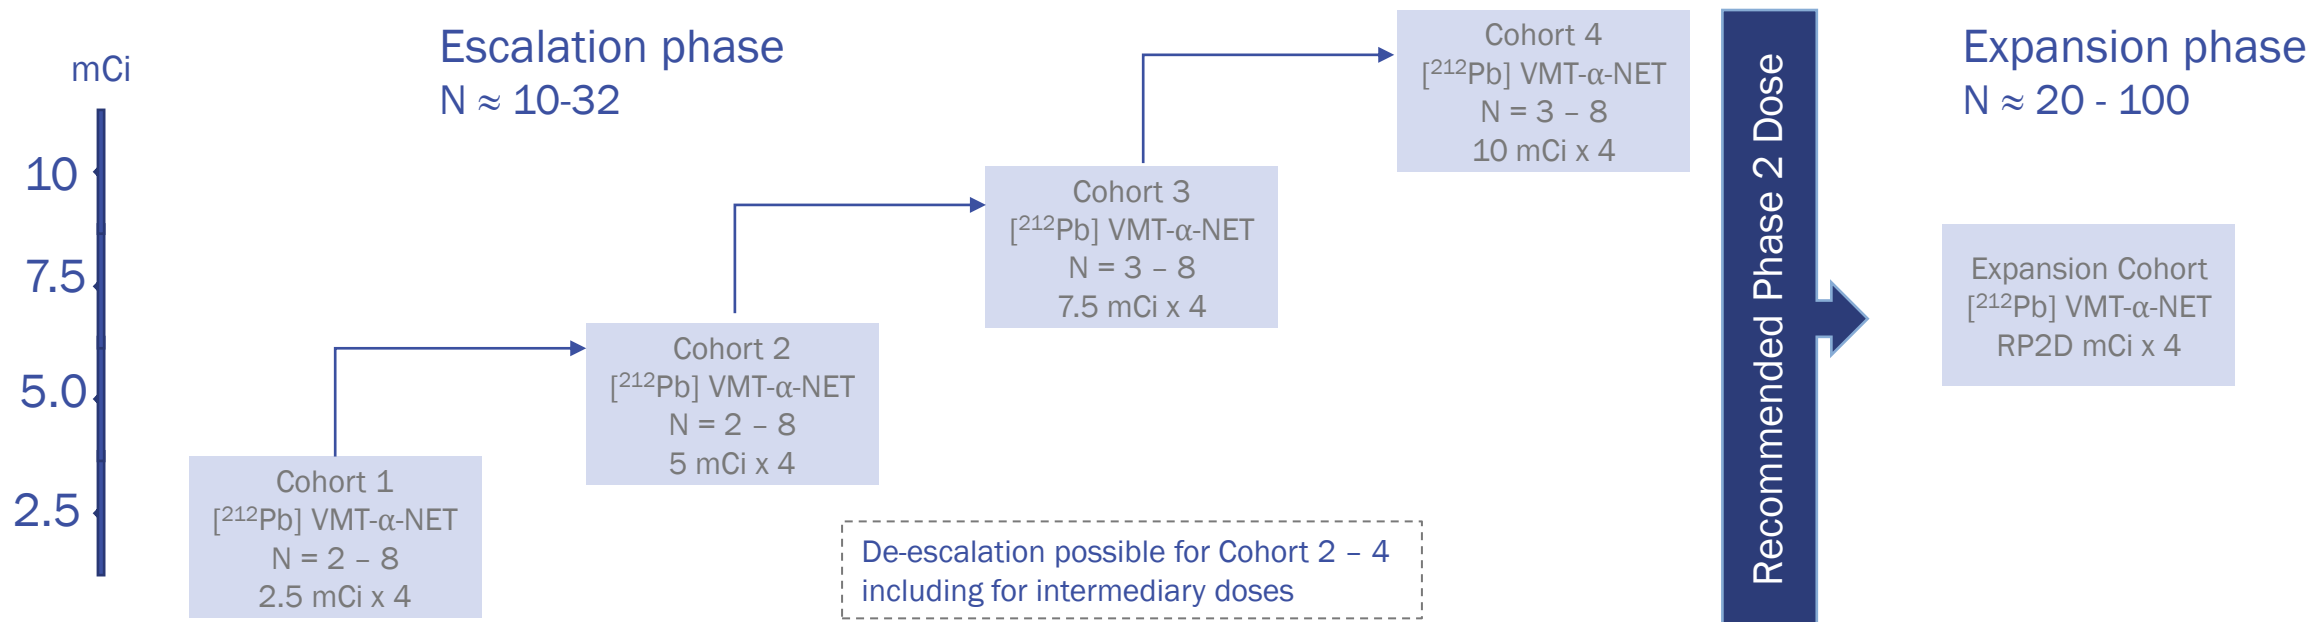 mCi
10
7.5
5.0
2.5
Escalation phase
N ≈ 10-32
Cohort 1
[²¹²Pb] VMT-α-NET
N = 2 – 8
2.5 mCi x 4
Cohort 2
[²¹²Pb] VMT-α-NET
N = 2 – 8
5 mCi x 4
Cohort 3
[²¹²Pb] VMT-α-NET
N = 3 – 8
7.5 mCi x 4
Cohort 4
[²¹²Pb] VMT-α-NET
N = 3 – 8
10 mCi x 4
De-escalation possible for Cohort 2 – 4
including for intermediary doses
Recommended Phase 2 Dose
Expansion phase
N ≈ 20 - 100
Expansion Cohort
[²¹²Pb] VMT-α-NET
RP2D mCi x 4